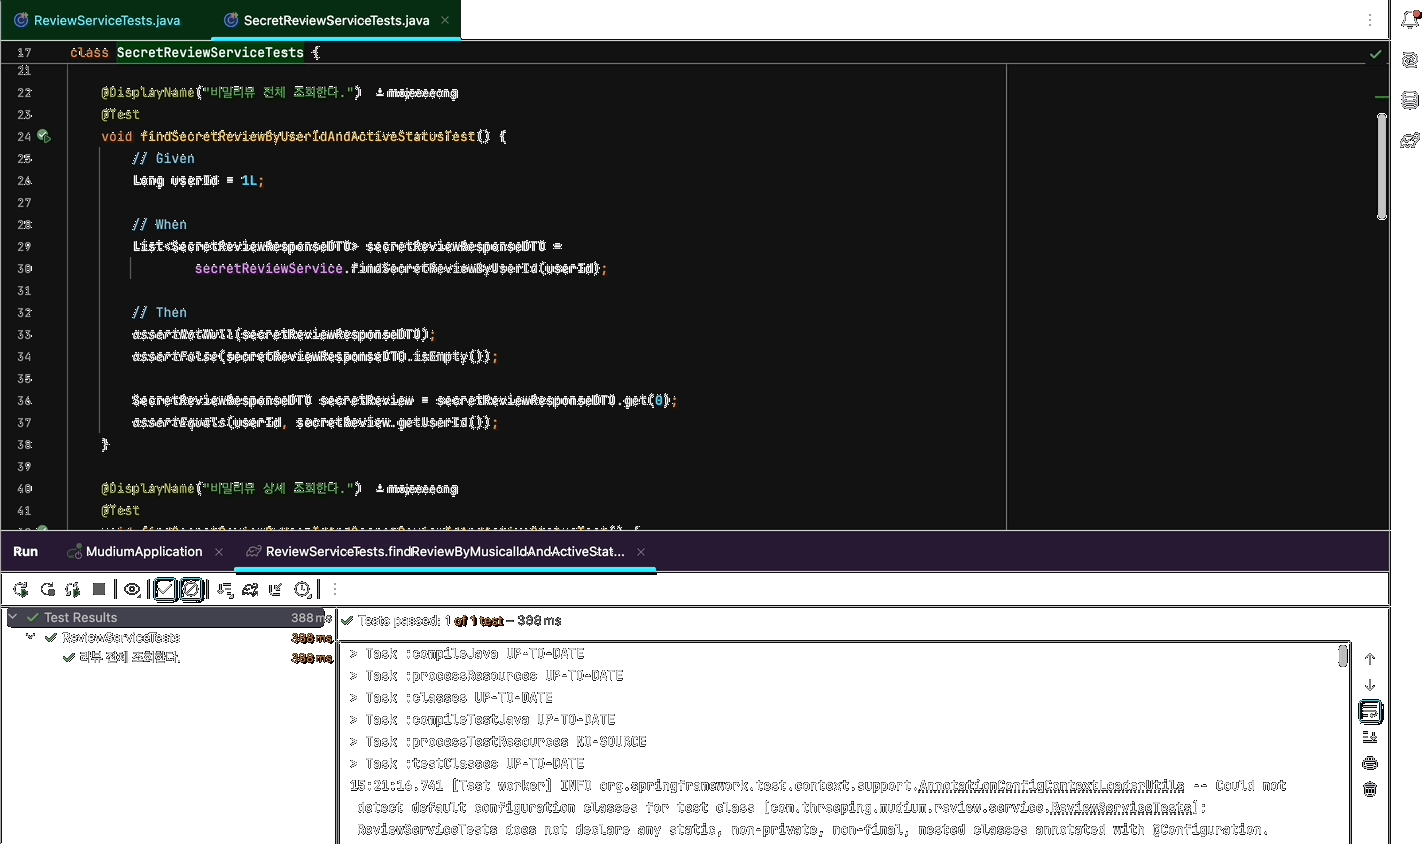 ReviewServiceTests.java
SecretReviewServiceTests.java
17 class SecretReviewServiceTests {
21
22 @DisplayName("비밀리뷰 전체 조회한다.")
23 @Test
24 void findSecretReviewByUserIdAndActiveStatusTest() {
25 // Given
26 Long userId = 1L;
27
28 // When
29 List<SecretReviewResponseDTO> secretReviewResponseDTO =
30 secretReviewService.findSecretReviewByUserId(userId);
31
32 // Then
33 assertNotNull(secretReviewResponseDTO);
34 assertFalse(secretReviewResponseDTO.isEmpty());
35
36 SecretReviewResponseDTO secretReview = secretReviewResponseDTO.get(0);
37 assertEquals(userId, secretReview.getUserId());
38 }
39
40 @DisplayName("비밀리뷰 상세 조회한다.")
41 @Test
Run MudiumApplication ReviewServiceTests.findReviewByMusicalIdAndActiveStat...
Test Results 388 ms
ReviewServiceTests 388 ms
리뷰 전체 조회한다. 388 ms
Tests passed: 1 of 1 test – 388 ms
> Task :compileJava UP-TO-DATE
> Task :processResources UP-TO-DATE
> Task :classes UP-TO-DATE
> Task :compileTestJava UP-TO-DATE
> Task :processTestResources NO-SOURCE
> Task :testClasses UP-TO-DATE
15:21:16.741 [Test worker] INFO org.springframework.test.context.support.AnnotationConfigContextLoaderUtils -- Could not
detect default configuration classes for test class [com.threeping.mudium.review.service.ReviewServiceTests]:
ReviewServiceTests does not declare any static, non-private, non-final, nested classes annotated with @Configuration.